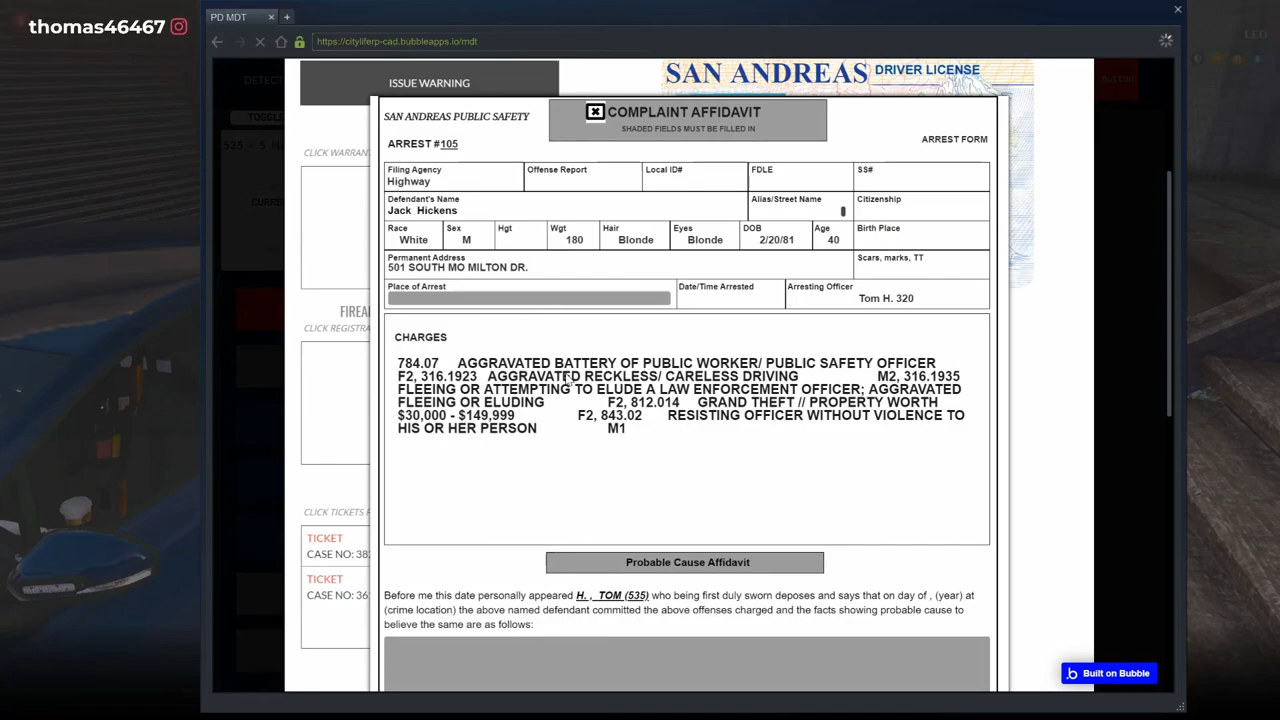 thomas46467
PD MDT
https://cityliferp-cad.bubbleapps.io/mdt
LEO
ISSUE WARNING
SAN ANDREAS DRIVER LICENSE
SAN ANDREAS PUBLIC SAFETY
COMPLAINT AFFIDAVIT
SHADED FIELDS MUST BE FILLED IN
ARREST #105
ARREST FORM
CLICK WARRANT
Filing Agency
Highway
Offense Report
Local ID#
FDLE
SS#
Defendant's Name
Jack Hickens
Alias/Street Name
Citizenship
Race
White
Sex
M
Hgt
Wgt
180
Hair
Blonde
Eyes
Blonde
DOB
2/20/81
Age
40
Birth Place
Permanent Address
501 SOUTH MO MILTON DR.
Scars, marks, TT
Place of Arrest
Date/Time Arrested
Arresting Officer
Tom H. 320
FIREA
CLICK REGISTRA
CHARGES
784.07 AGGRAVATED BATTERY OF PUBLIC WORKER/ PUBLIC SAFETY OFFICER
F2, 316.1923 AGGRAVATED RECKLESS/ CARELESS DRIVING M2, 316.1935
FLEEING OR ATTEMPTING TO ELUDE A LAW ENFORCEMENT OFFICER; AGGRAVATED
FLEEING OR ELUDING F2, 812.014 GRAND THEFT // PROPERTY WORTH
$30,000 - $149,999 F2, 843.02 RESISTING OFFICER WITHOUT VIOLENCE TO
HIS OR HER PERSON M1
CLICK TICKETS
TICKET
CASE NO: 382
TICKET
CASE NO: 36
Probable Cause Affidavit
Before me this date personally appeared H. , TOM (535) who being first duly sworn deposes and says that on day of , (year) at
(crime location) the above named defendant committed the above offenses charged and the facts showing probable cause to
believe the same are as follows:
Built on Bubble